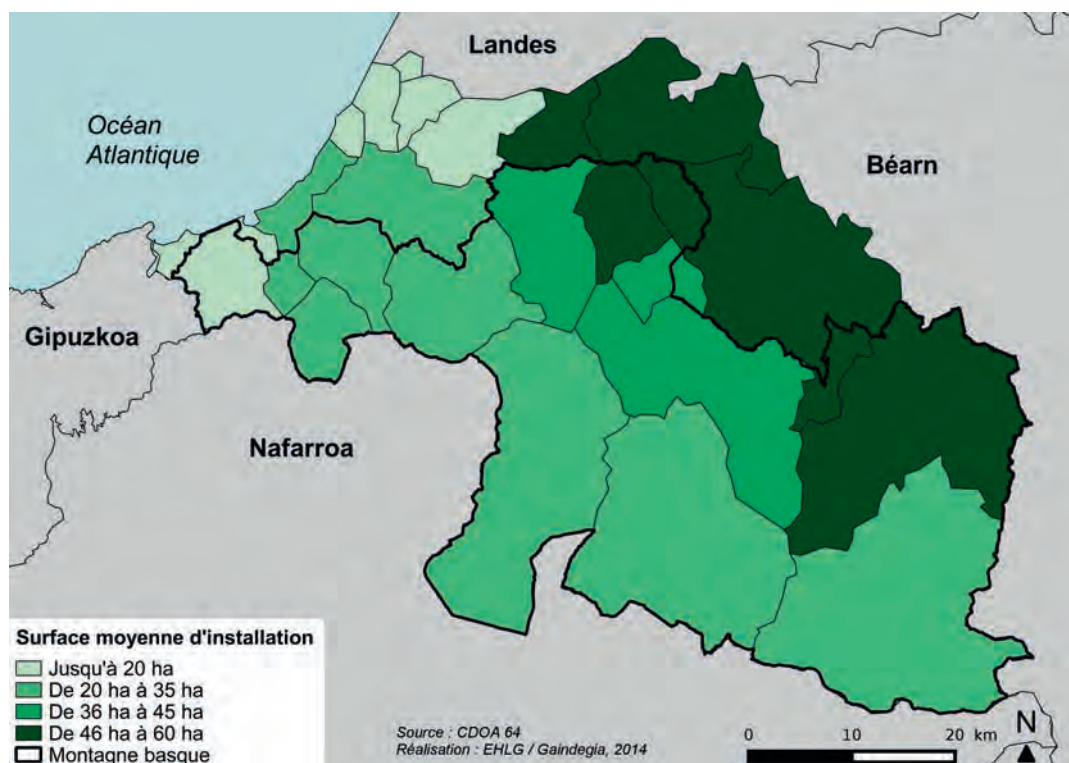 Landes
Océan
Atlantique
Béarn
Gipuzkoa
Nafarroa
Surface moyenne d'installation
Jusqu'à 20 ha
De 20 ha à 35 ha
De 36 ha à 45 ha
De 46 ha à 60 ha
Montagne basque
Source : CDOA 64
Réalisation : EHLG / Gaindegia, 2014
0 10 20 km
N